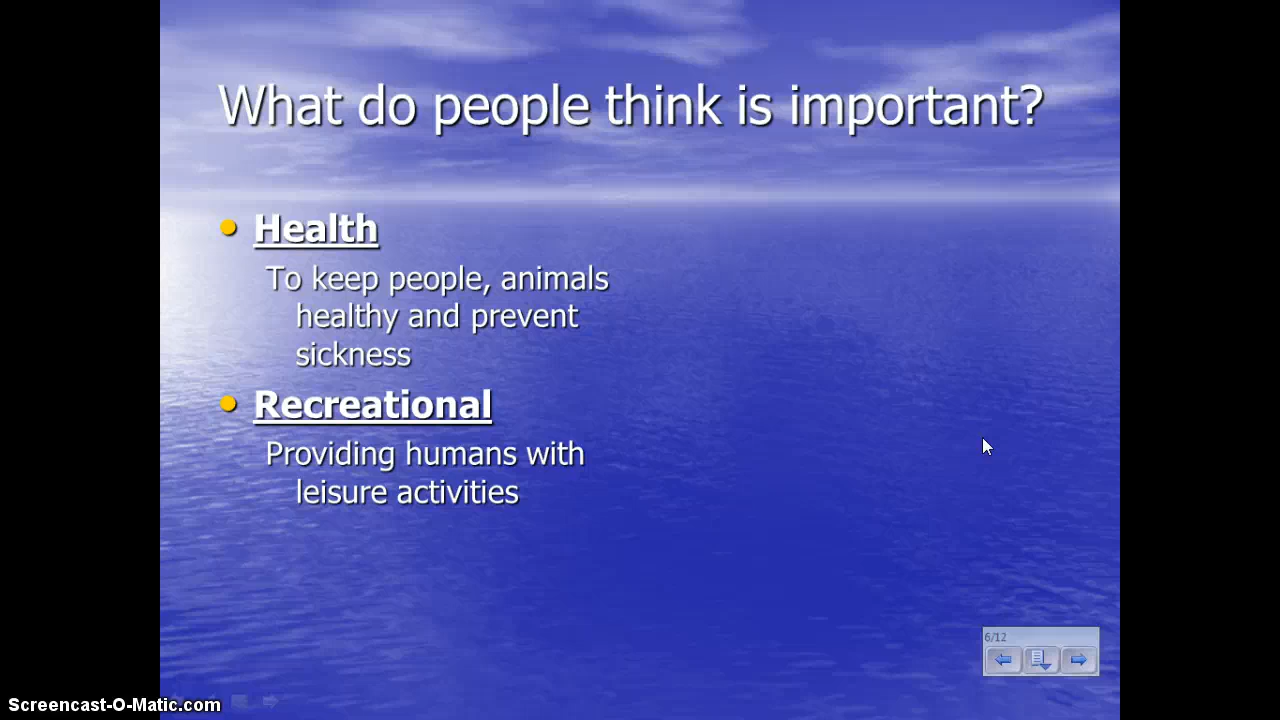 What do people think is important?
• Health
To keep people, animals
healthy and prevent
sickness
• Recreational
Providing humans with
leisure activities
6/12
Screencast-O-Matic.com